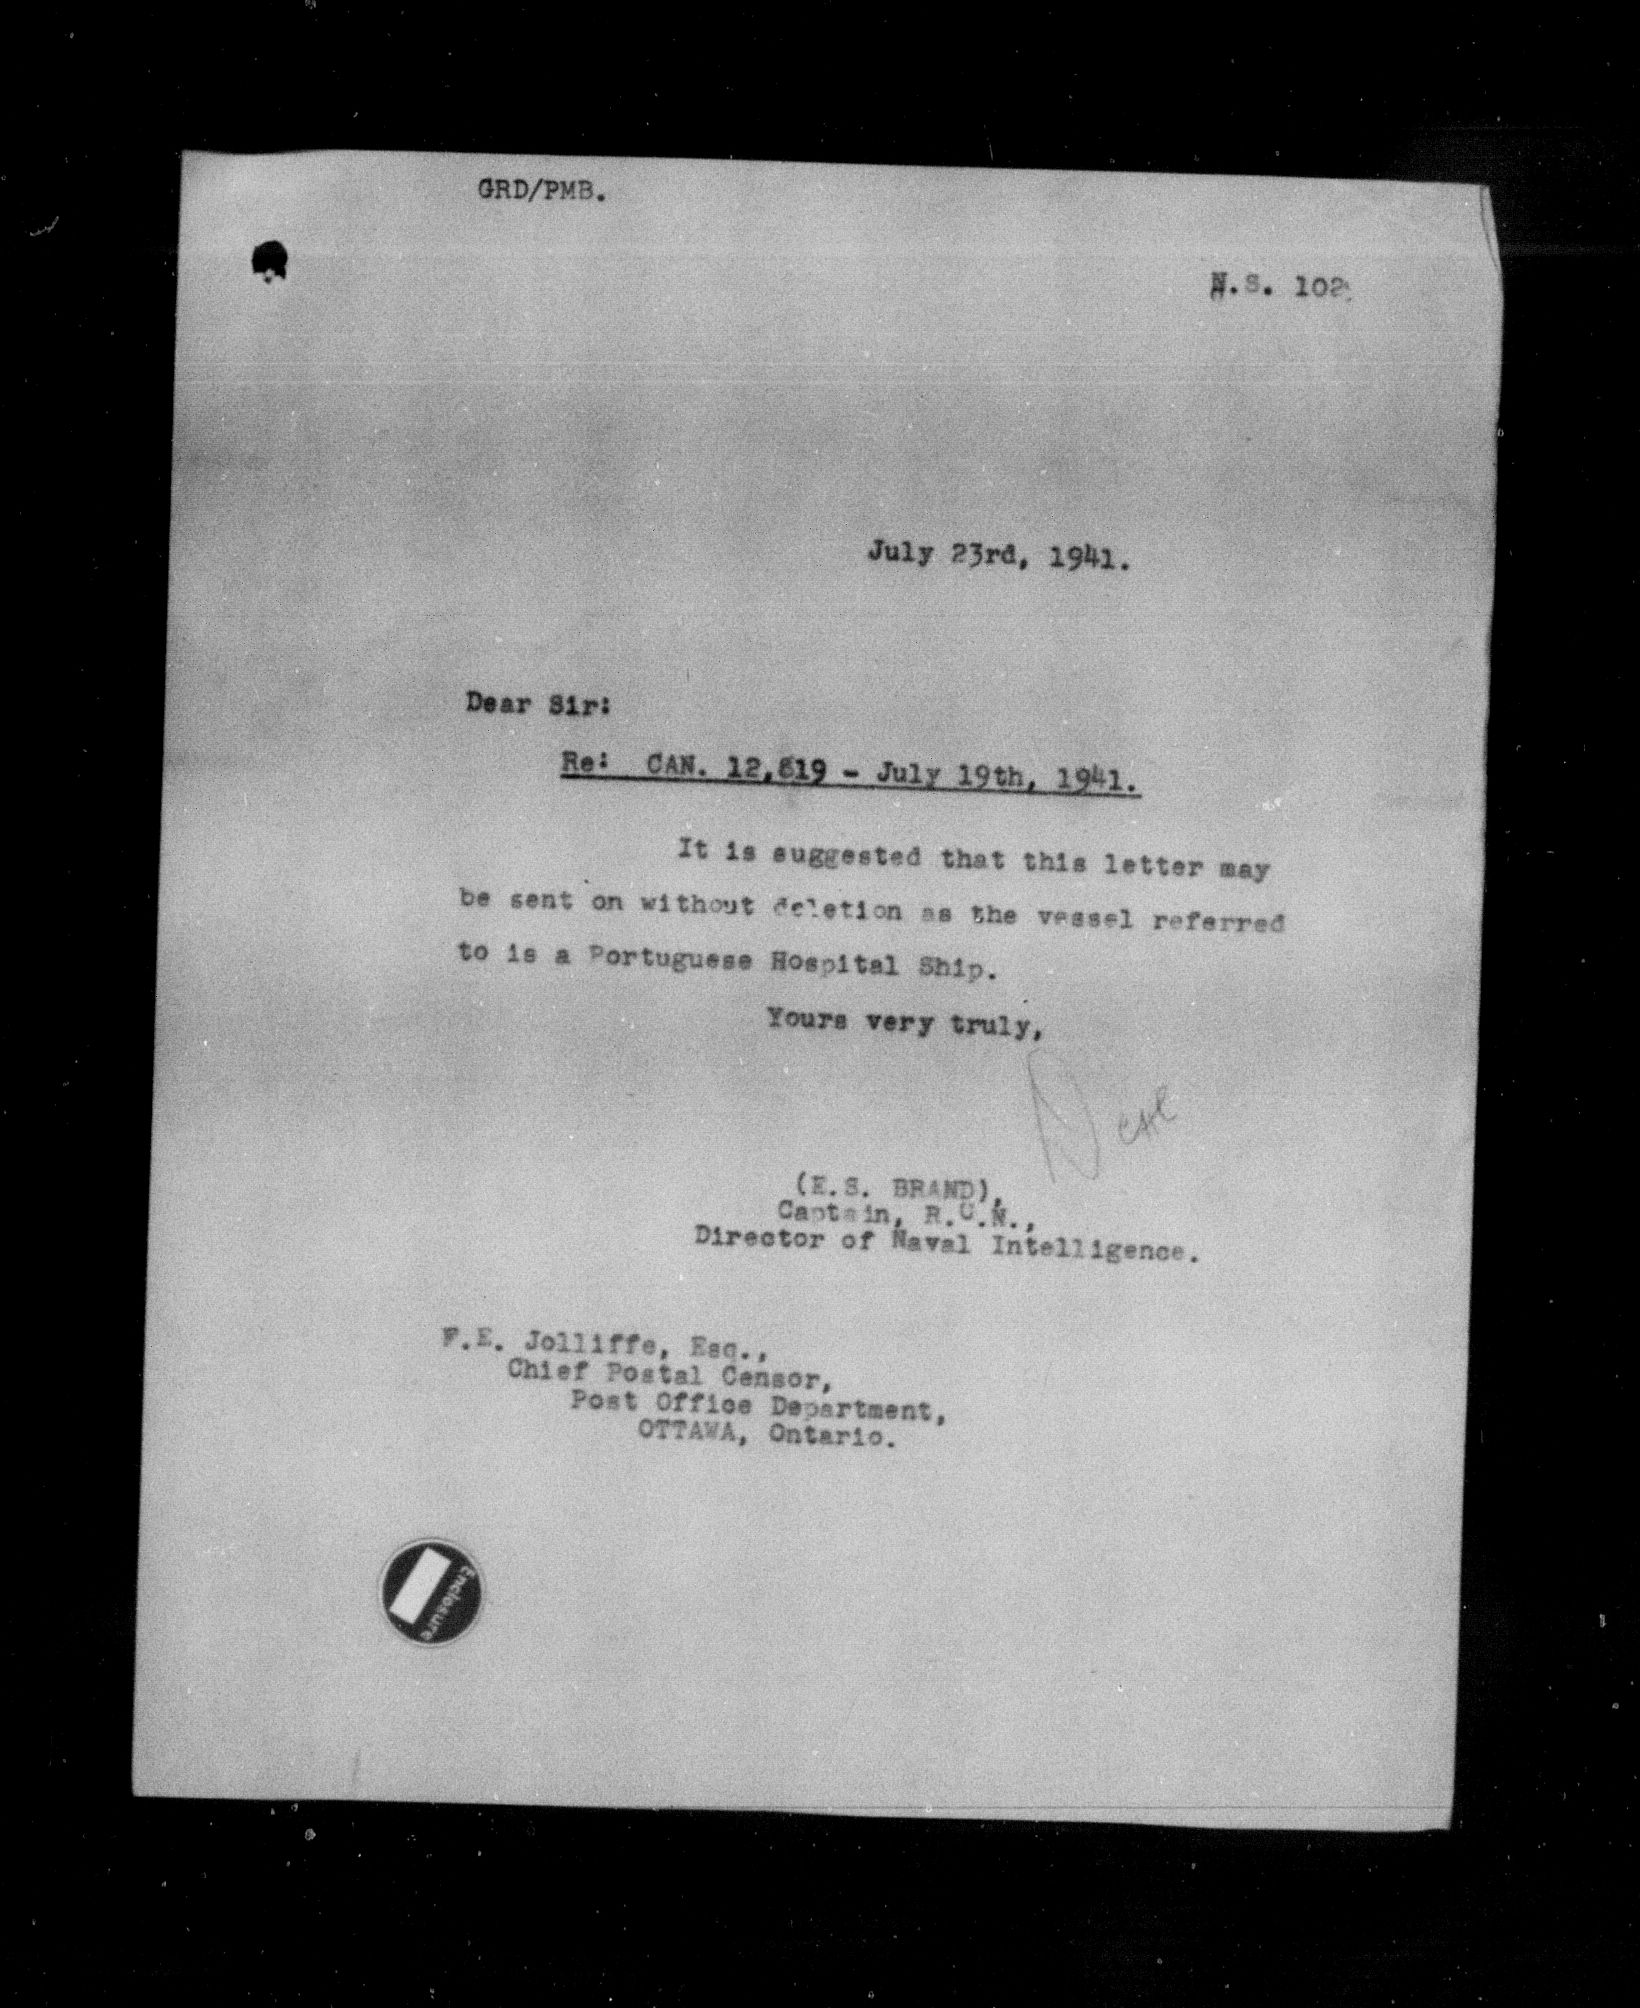 GRD/PMB.
N.S. 102
July 23rd, 1941.
Dear Sir:
Re: CAN. 12,819 - July 19th, 1941.
It is suggested that this letter may
be sent on without deletion as the vessel referred
to is a Portuguese Hospital Ship.
Yours very truly,
(E.S. BRAND),
Captain, R.C.N.,
Director of Naval Intelligence.
F.E. Jolliffe, Esq.,
Chief Postal Censor,
Post Office Department,
OTTAWA, Ontario.
Enclosure